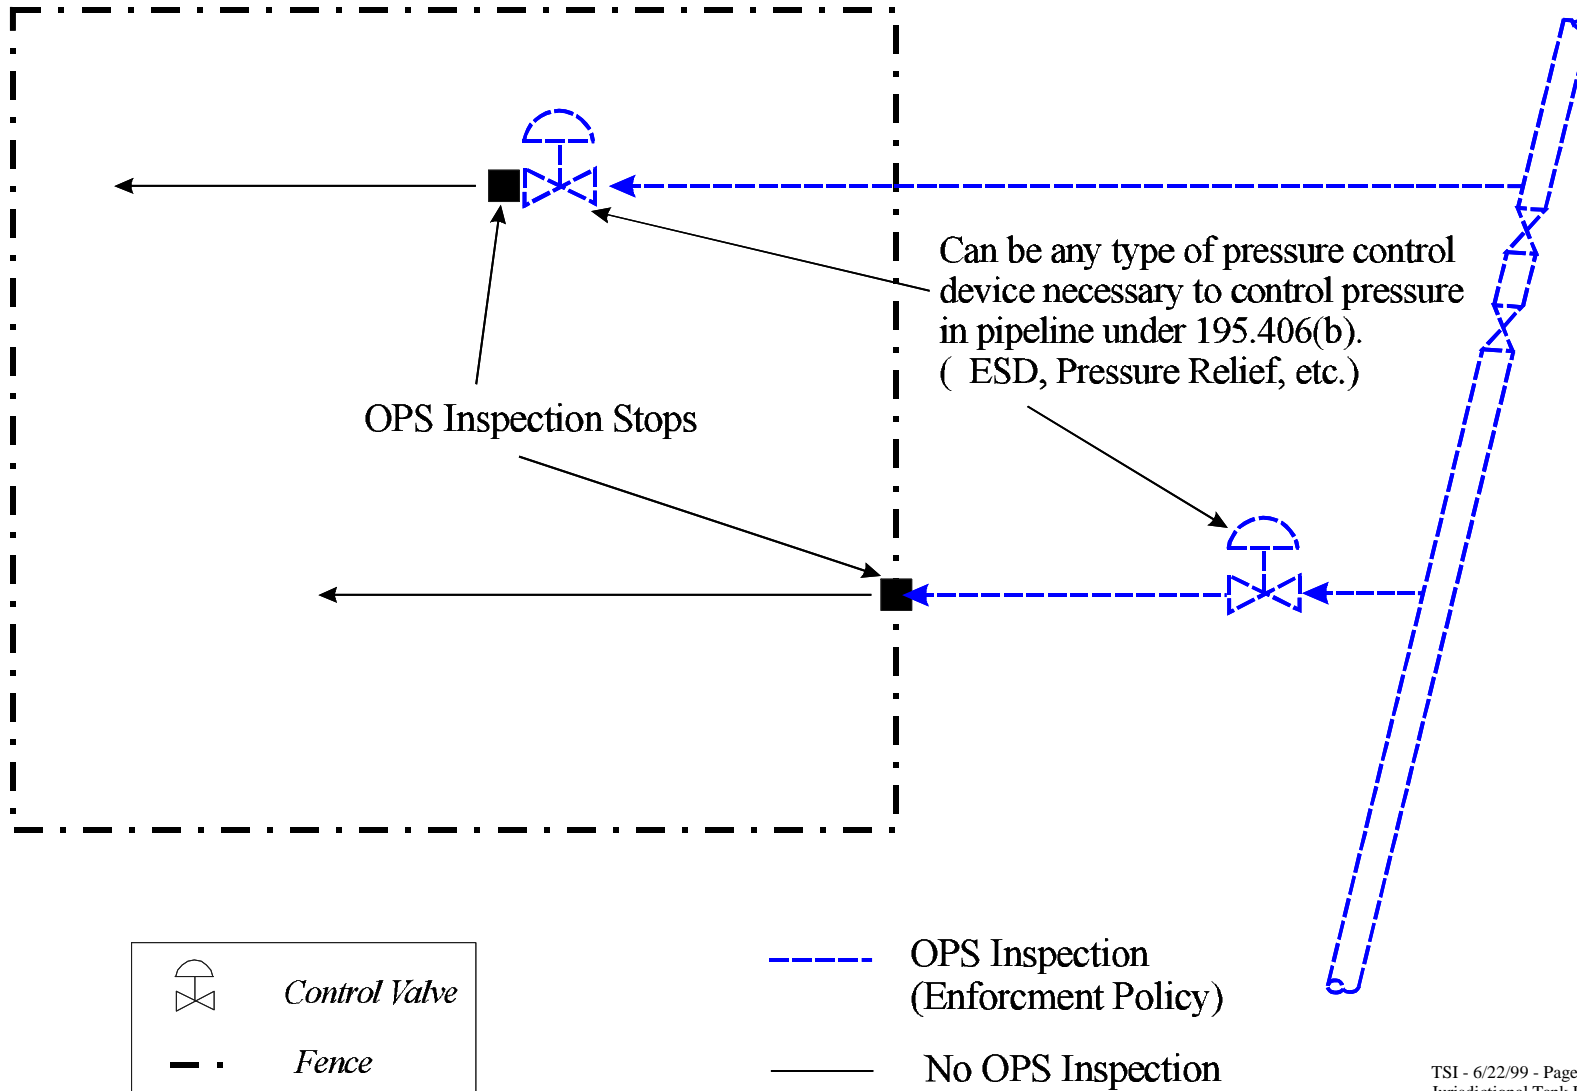 Can be any type of pressure control
device necessary to control pressure
in pipeline under 195.406(b).
( ESD, Pressure Relief, etc.)
OPS Inspection Stops
Control Valve
Fence
OPS Inspection
(Enforcment Policy)
No OPS Inspection
TSI - 6/22/99 - Page
Jurisdictional Tank